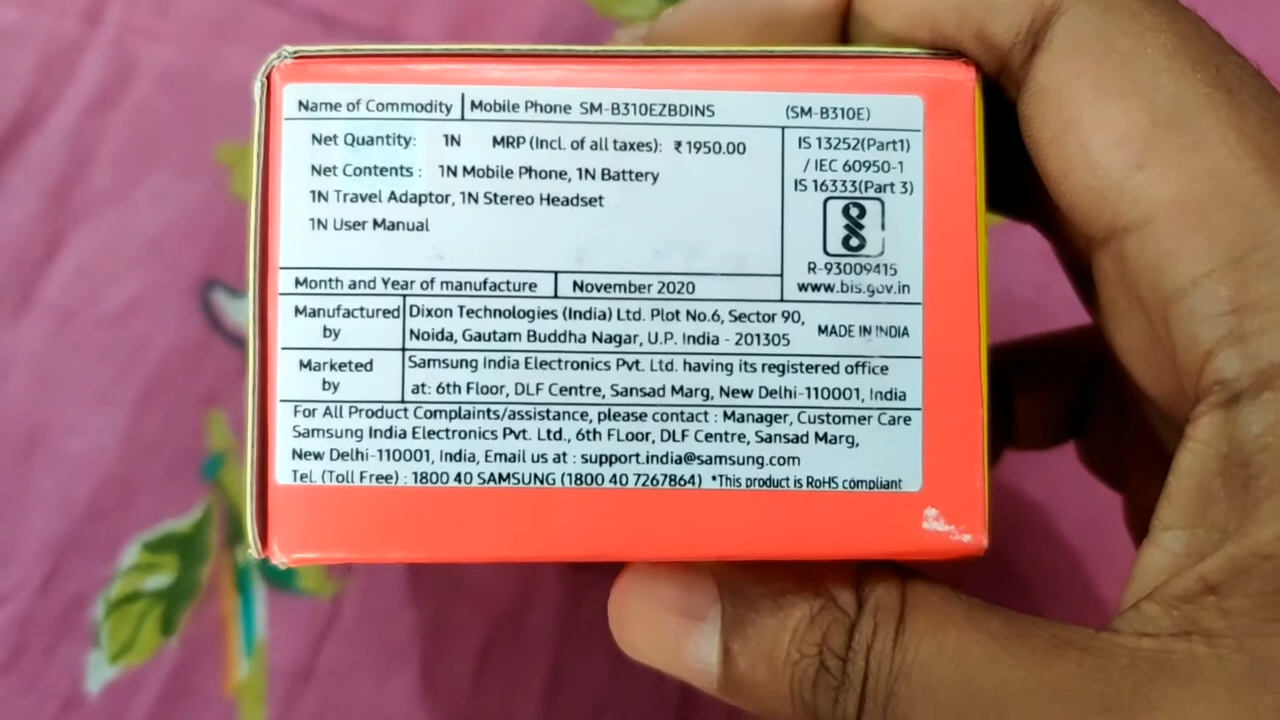 Name of Commodity Mobile Phone SM-B310EZBDINS (SM-B310E)
Net Quantity: 1N MRP (Incl. of all taxes): ₹1950.00
Net Contents : 1N Mobile Phone, 1N Battery
1N Travel Adaptor, 1N Stereo Headset
1N User Manual
IS 13252(Part1)
/ IEC 60950-1
IS 16333(Part 3)
R-93009415
www.bis.gov.in
Month and Year of manufacture November 2020
Manufactured by
Dixon Technologies (India) Ltd. Plot No.6, Sector 90,
Noida, Gautam Buddha Nagar, U.P. India - 201305
MADE IN INDIA
Marketed by
Samsung India Electronics Pvt. Ltd. having its registered office
at: 6th Floor, DLF Centre, Sansad Marg, New Delhi-110001, India
For All Product Complaints/assistance, please contact : Manager, Customer Care
Samsung India Electronics Pvt. Ltd., 6th FLoor, DLF Centre, Sansad Marg,
New Delhi-110001, India, Email us at : support.india@samsung.com
Tel. (Toll Free) : 1800 40 SAMSUNG (1800 40 7267864) *This product is RoHS compliant